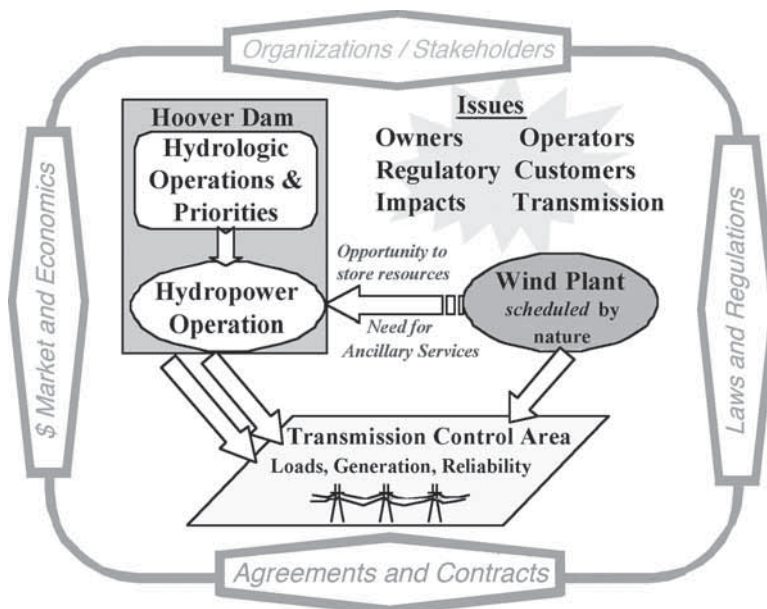 Organizations / Stakeholders
$ Market and Economics
Laws and Regulations
Hoover Dam
Hydrologic
Operations &
Priorities
Hydropower
Operation
Issues
Owners Operators
Regulatory Customers
Impacts Transmission
Opportunity to
store resources
Need for
Ancillary Services
Wind Plant
scheduled by
nature
Transmission Control Area
Loads, Generation, Reliability
Agreements and Contracts